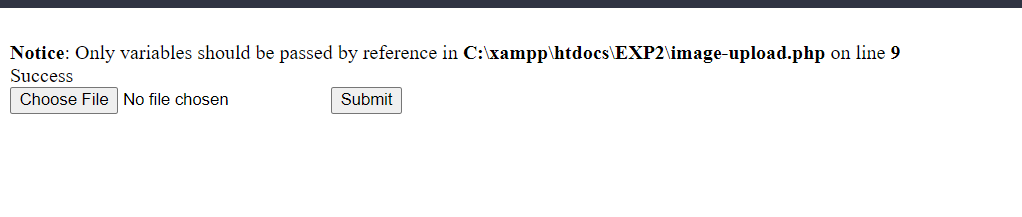 Notice: Only variables should be passed by reference in C:\xampp\htdocs\EXP2\image-upload.php on line 9
Success
Choose File No file chosen Submit